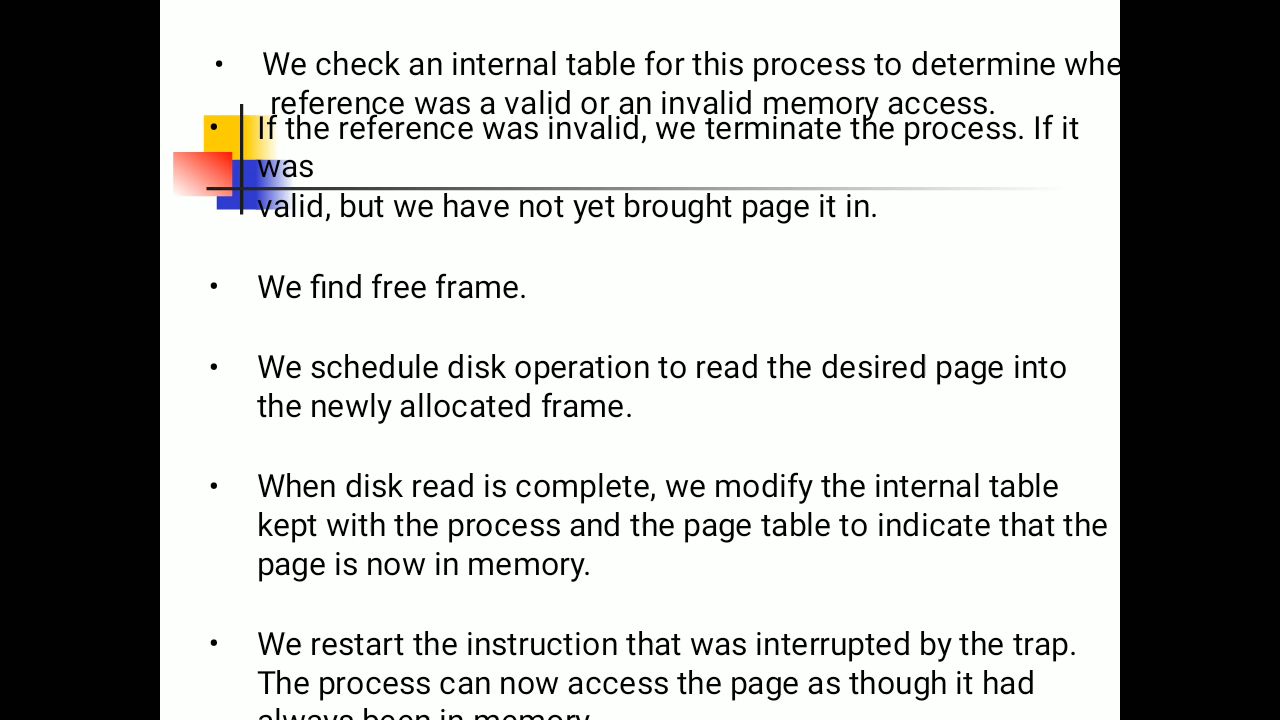 • We check an internal table for this process to determine whe
reference was a valid or an invalid memory access.
• If the reference was invalid, we terminate the process. If it
was
valid, but we have not yet brought page it in.
• We find free frame.
• We schedule disk operation to read the desired page into
the newly allocated frame.
• When disk read is complete, we modify the internal table
kept with the process and the page table to indicate that the
page is now in memory.
• We restart the instruction that was interrupted by the trap.
The process can now access the page as though it had
always been in memory